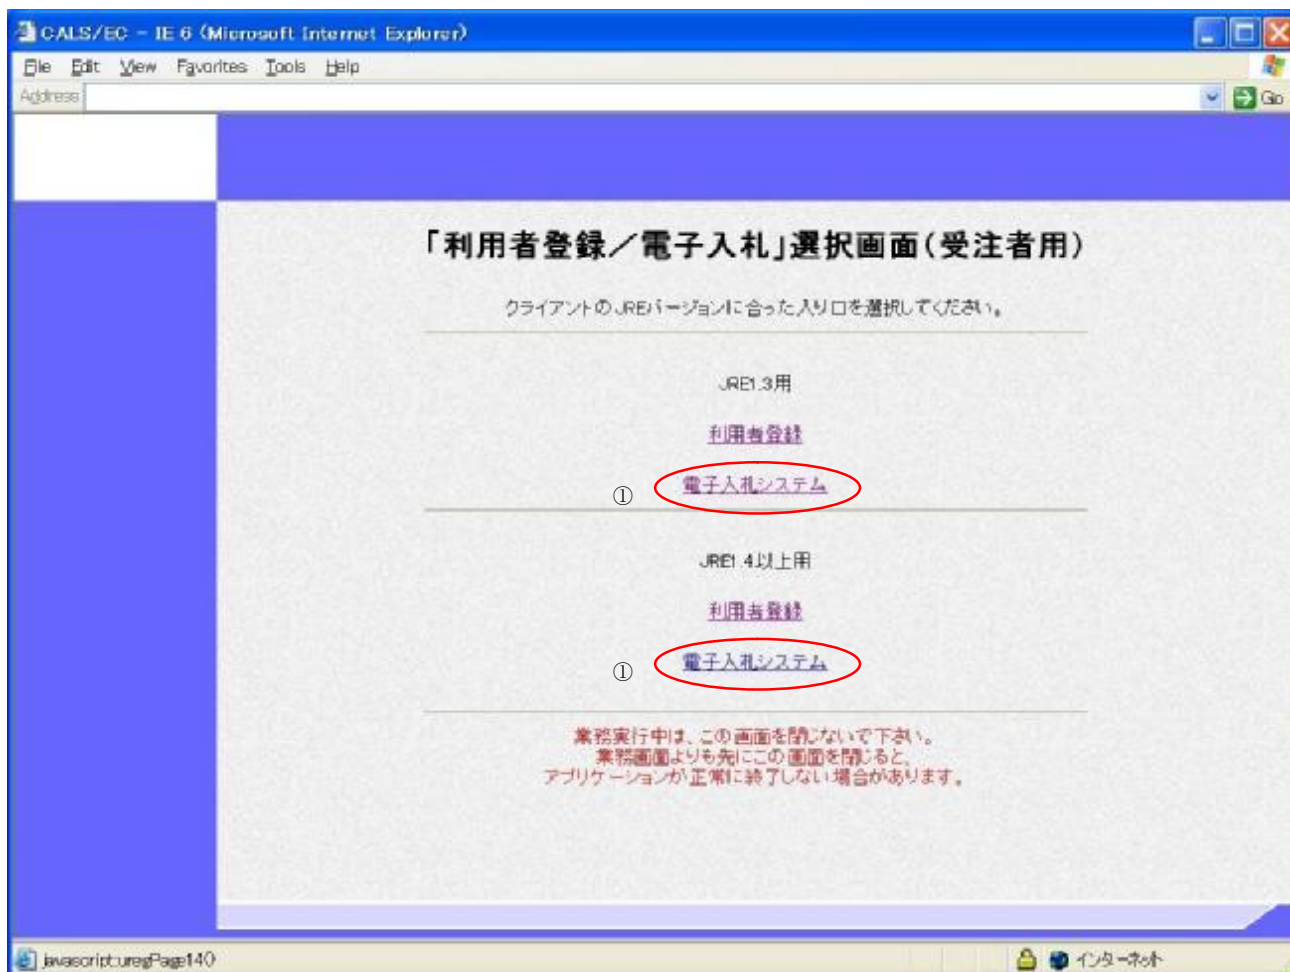 CALS/EC - IE 6 (Microsoft Internet Explorer)
File Edit View Favorites Tools Help
Address Go
「利用者登録／電子入札」選択画面(受注者用)
クライアントのJREバージョンに合った入り口を選択してください。
JRE1.3用
利用者登録
① 電子入札システム
JRE1.4以上用
利用者登録
① 電子入札システム
業務実行中は、この画面を閉じないで下さい。
業務画面よりも先にこの画面を閉じると、
アプリケーションが正常に終了しない場合があります。
javascript:uregPage14() インターネット